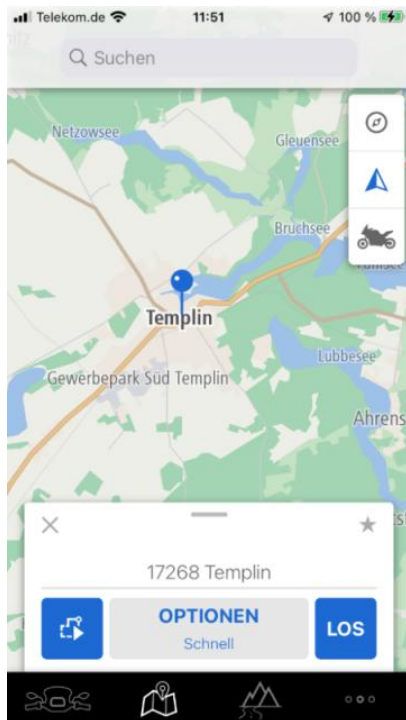 Telekom.de 11:51 100 %
Suchen
Netzowsee
Gleuensee
Bruchsee
Templin
Lübbesee
Gewerbepark Süd Templin
Ahrens
17268 Templin
OPTIONEN
Schnell
LOS